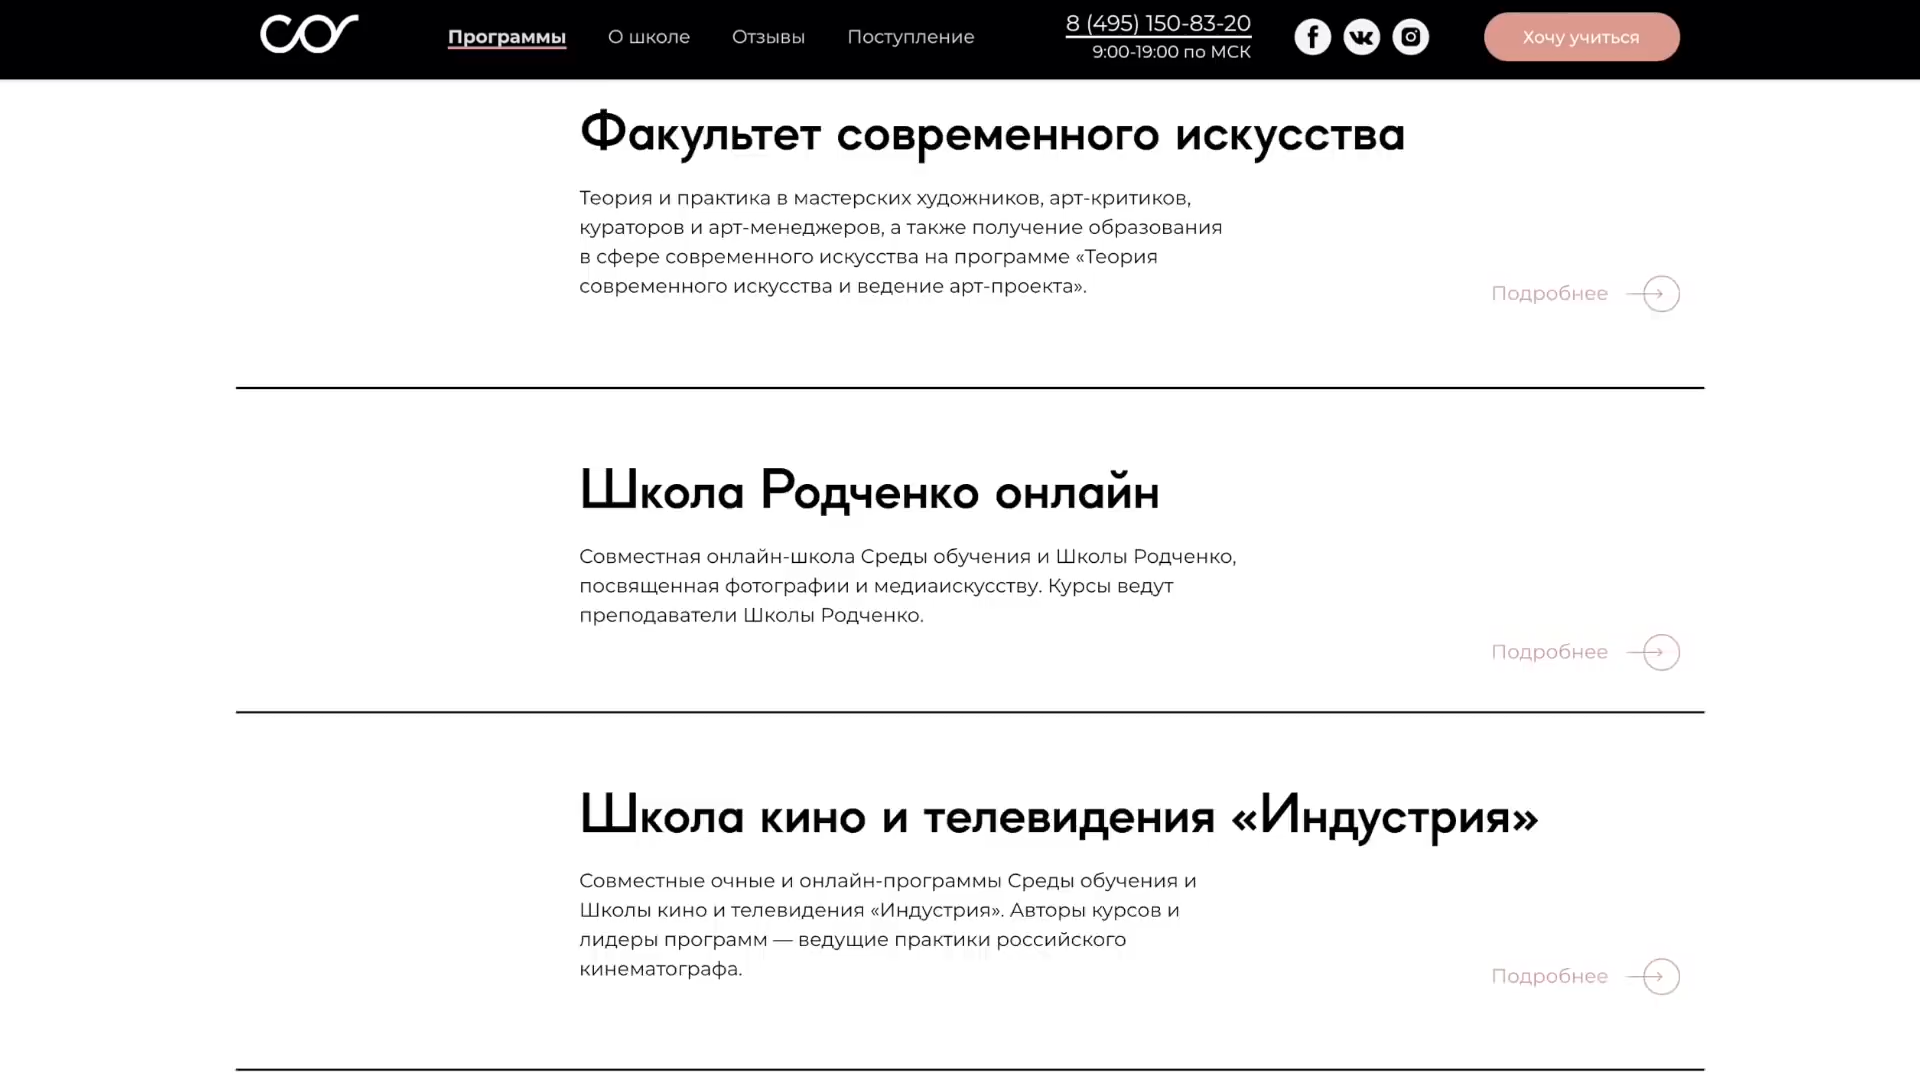 Программы
О школе
Отзывы
Поступление
8 (495) 150-83-20
9:00-19:00 по МСК
Хочу учиться
Факультет современного искусства
Теория и практика в мастерских художников, арт-критиков,
кураторов и арт-менеджеров, а также получение образования
в сфере современного искусства на программе «Теория
современного искусства и ведение арт-проекта».
Подробнее
Школа Родченко онлайн
Совместная онлайн-школа Среды обучения и Школы Родченко,
посвященная фотографии и медиаискусству. Курсы ведут
преподаватели Школы Родченко.
Подробнее
Школа кино и телевидения «Индустрия»
Совместные очные и онлайн-программы Среды обучения и
Школы кино и телевидения «Индустрия». Авторы курсов и
лидеры программ — ведущие практики российского
кинематографа.
Подробнее